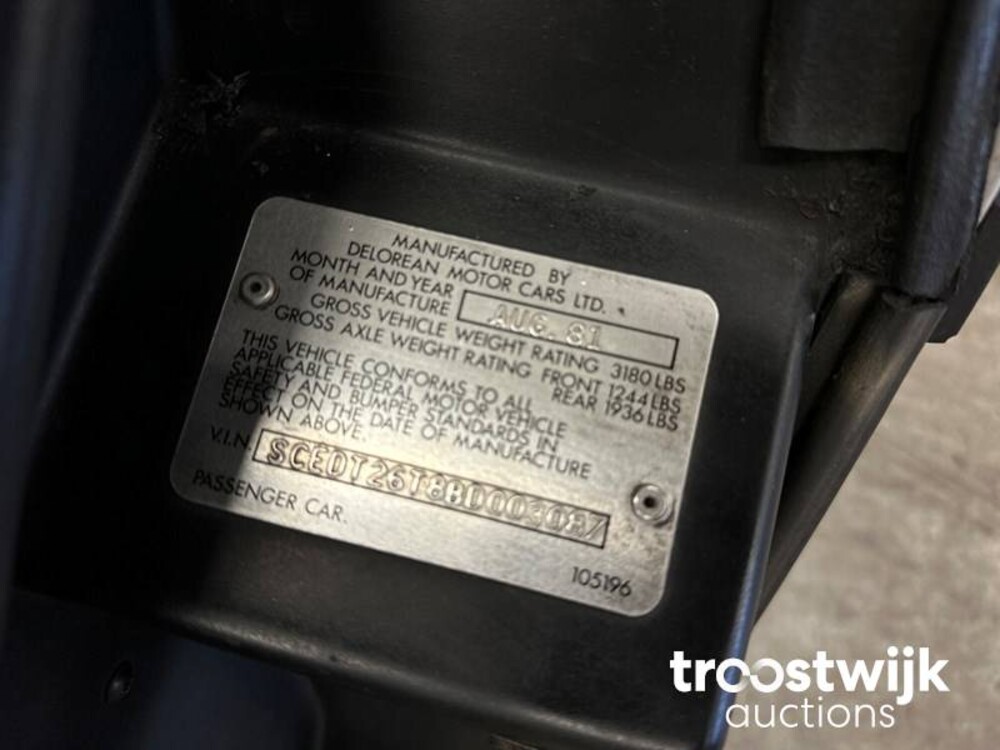 MANUFACTURED BY
DELOREAN MOTOR CARS LTD.
MONTH AND YEAR
OF MANUFACTURE AUG. 81
GROSS VEHICLE WEIGHT RATING 3180 LBS
GROSS AXLE WEIGHT RATING FRONT 1244 LBS
REAR 1936 LBS
THIS VEHICLE CONFORMS TO ALL
APPLICABLE FEDERAL MOTOR VEHICLE
SAFETY AND BUMPER STANDARDS IN
EFFECT ON THE DATE OF MANUFACTURE
SHOWN ABOVE.
V.I.N. SCEDT26T8BD003087
PASSENGER CAR.
105196
troostwijk
auctions